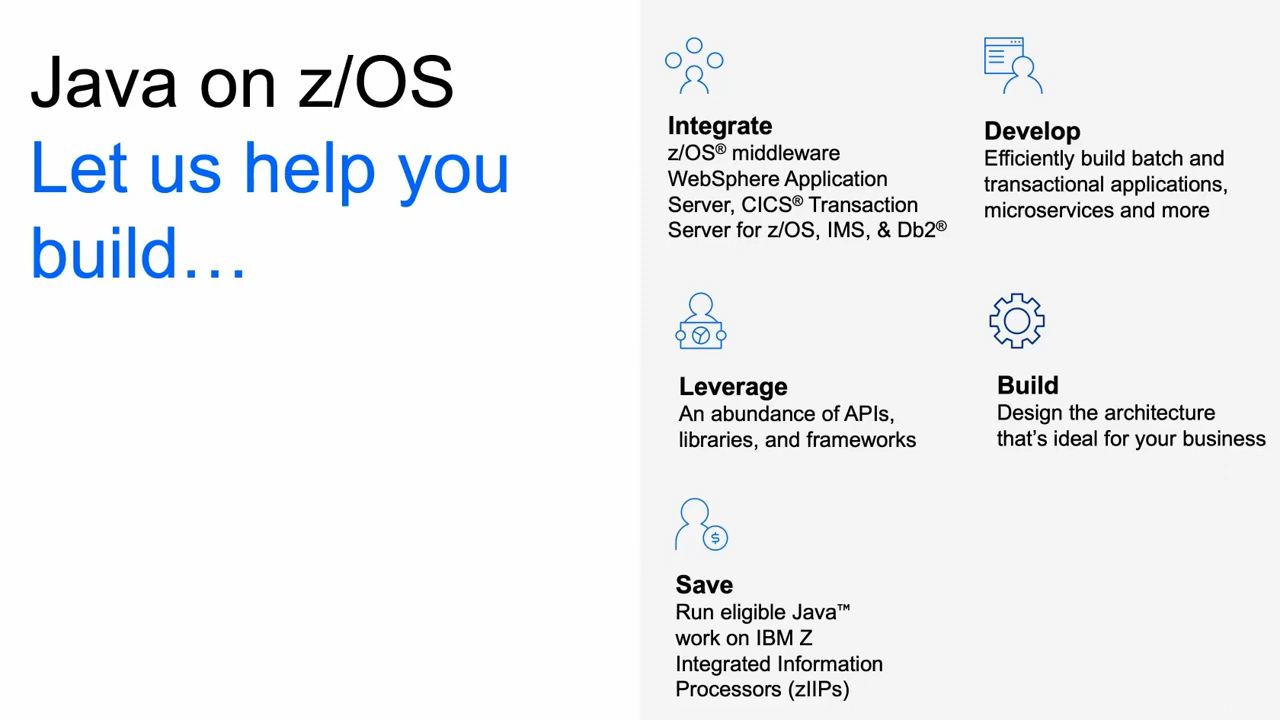 Java on z/OS
Let us help you
build…
Integrate
z/OS® middleware
WebSphere Application
Server, CICS® Transaction
Server for z/OS, IMS, & Db2®
Develop
Efficiently build batch and
transactional applications,
microservices and more
Leverage
An abundance of APIs,
libraries, and frameworks
Build
Design the architecture
that’s ideal for your business
$
Save
Run eligible Java™
work on IBM Z
Integrated Information
Processors (zIIPs)